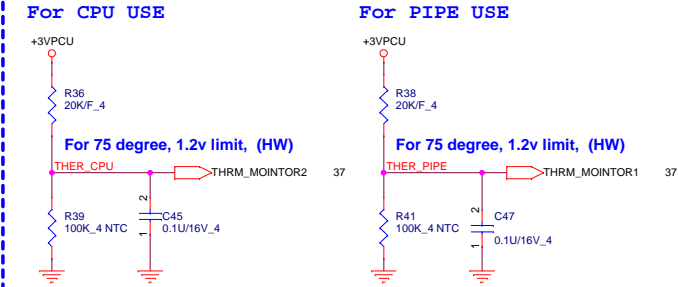 For CPU USE
+3VPCU
R36
20K/F_4
For 75 degree, 1.2v limit, (HW)
THER_CPU
THRM_MOINTOR2 37
2
C45
0.1U/16V_4
1
R39
100K_4 NTC
For PIPE USE
+3VPCU
R38
20K/F_4
For 75 degree, 1.2v limit, (HW)
THER_PIPE
THRM_MOINTOR1 37
2
C47
0.1U/16V_4
1
R41
100K_4 NTC